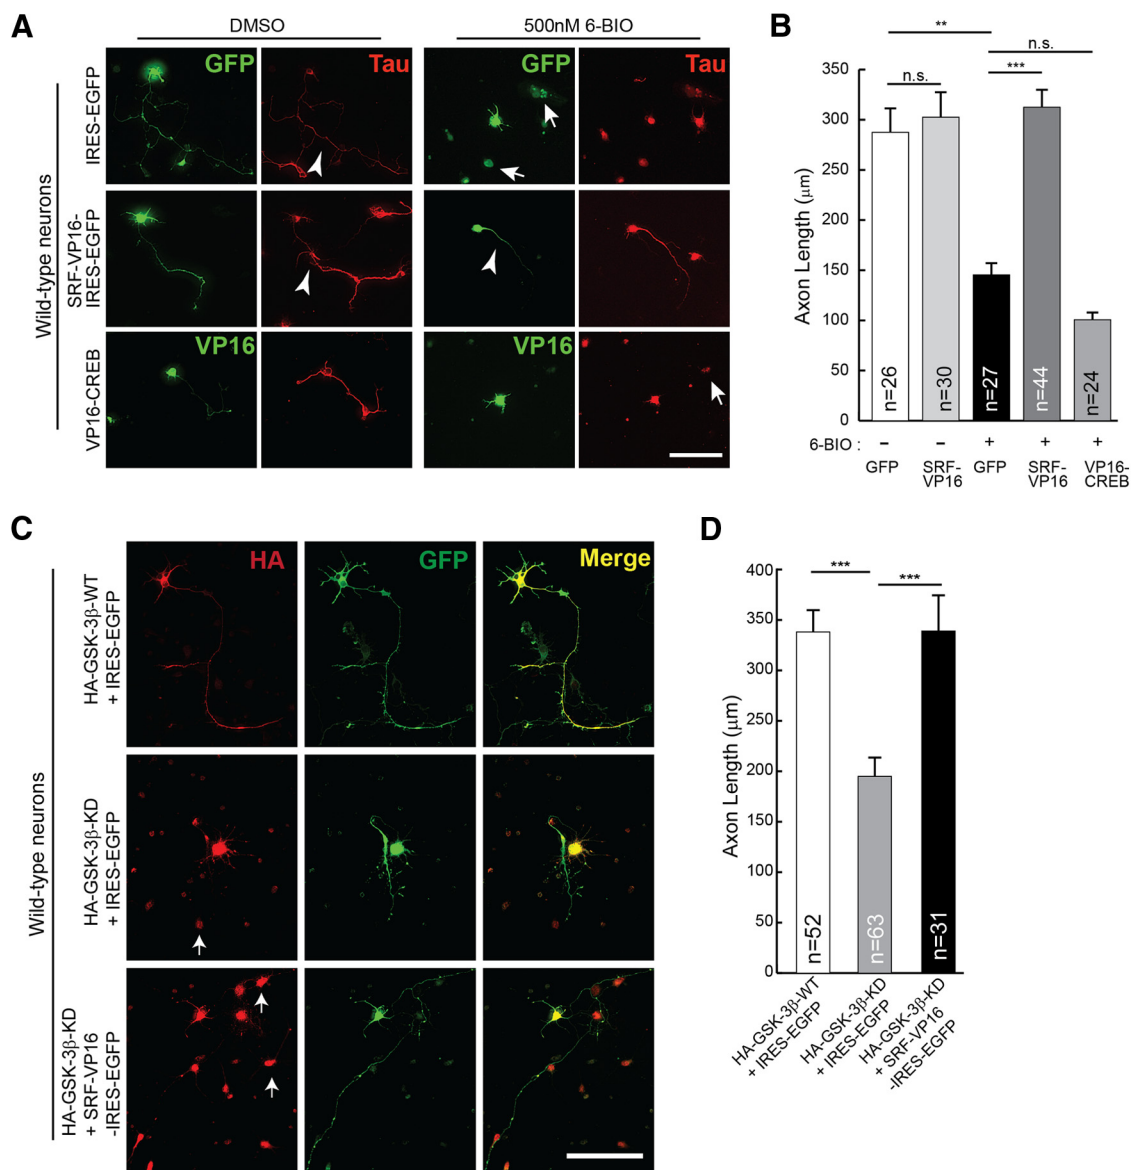 A
DMSO
500nM 6-BIO
GFP
Tau
GFP
Tau
Wild-type neurons
IRES-EGFP
SRF-VP16-
IRES-EGFP
VP16-CREB
VP16
VP16
B
**
n.s.
n.s.
***
Axon Length (μm)
350
300
250
200
150
100
50
0
n=26
n=30
n=27
n=44
n=24
6-BIO : – – + + +
GFP
SRF-
VP16
GFP
SRF-
VP16
VP16-
CREB
C
HA
GFP
Merge
Wild-type neurons
HA-GSK-3β-WT
+ IRES-EGFP
HA-GSK-3β-KD
+ IRES-EGFP
HA-GSK-3β-KD
+ SRF-VP16
-IRES-EGFP
D
***
***
Axon Length (μm)
400
350
300
250
200
150
100
50
0
n=52
n=63
n=31
HA-GSK-3β-WT
+ IRES-EGFP
HA-GSK-3β-KD
+ IRES-EGFP
HA-GSK-3β-KD
+ SRF-VP16
-IRES-EGFP